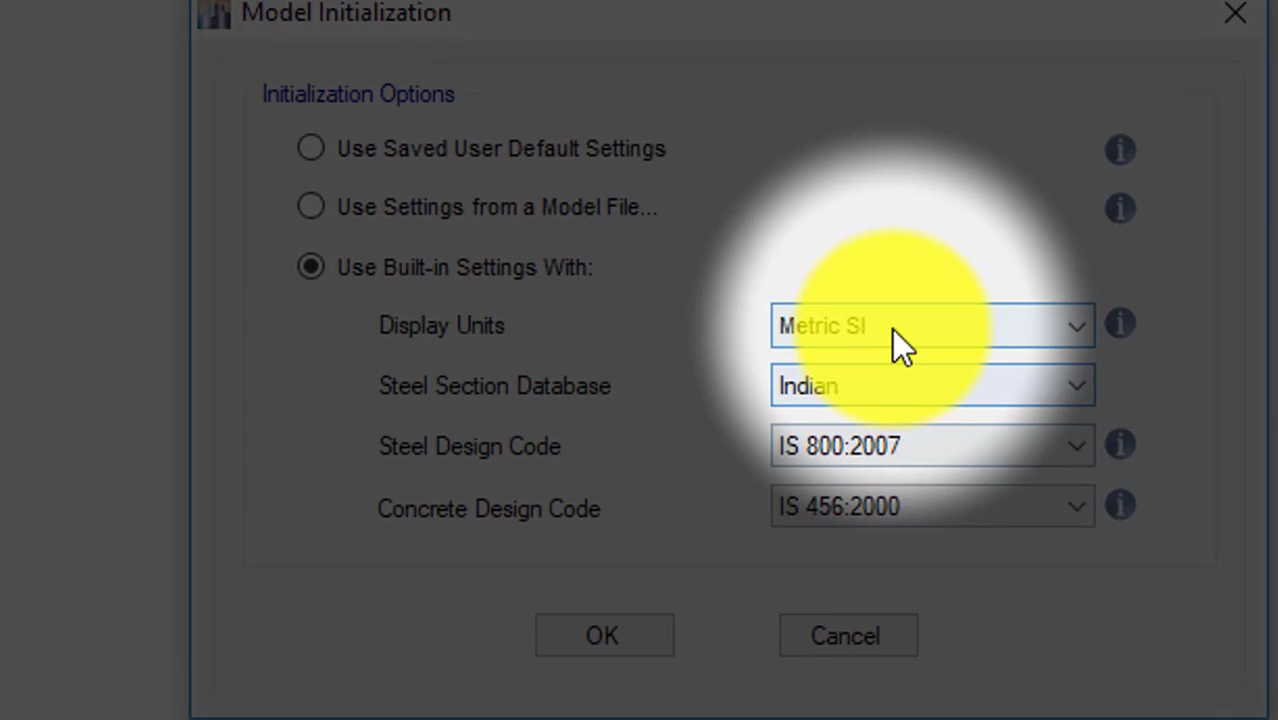 Model Initialization
Initialization Options
Use Saved User Default Settings
Use Settings from a Model File...
Use Built-in Settings With:
Display Units
Metric SI
Steel Section Database
Indian
Steel Design Code
IS 800:2007
Concrete Design Code
IS 456:2000
OK
Cancel